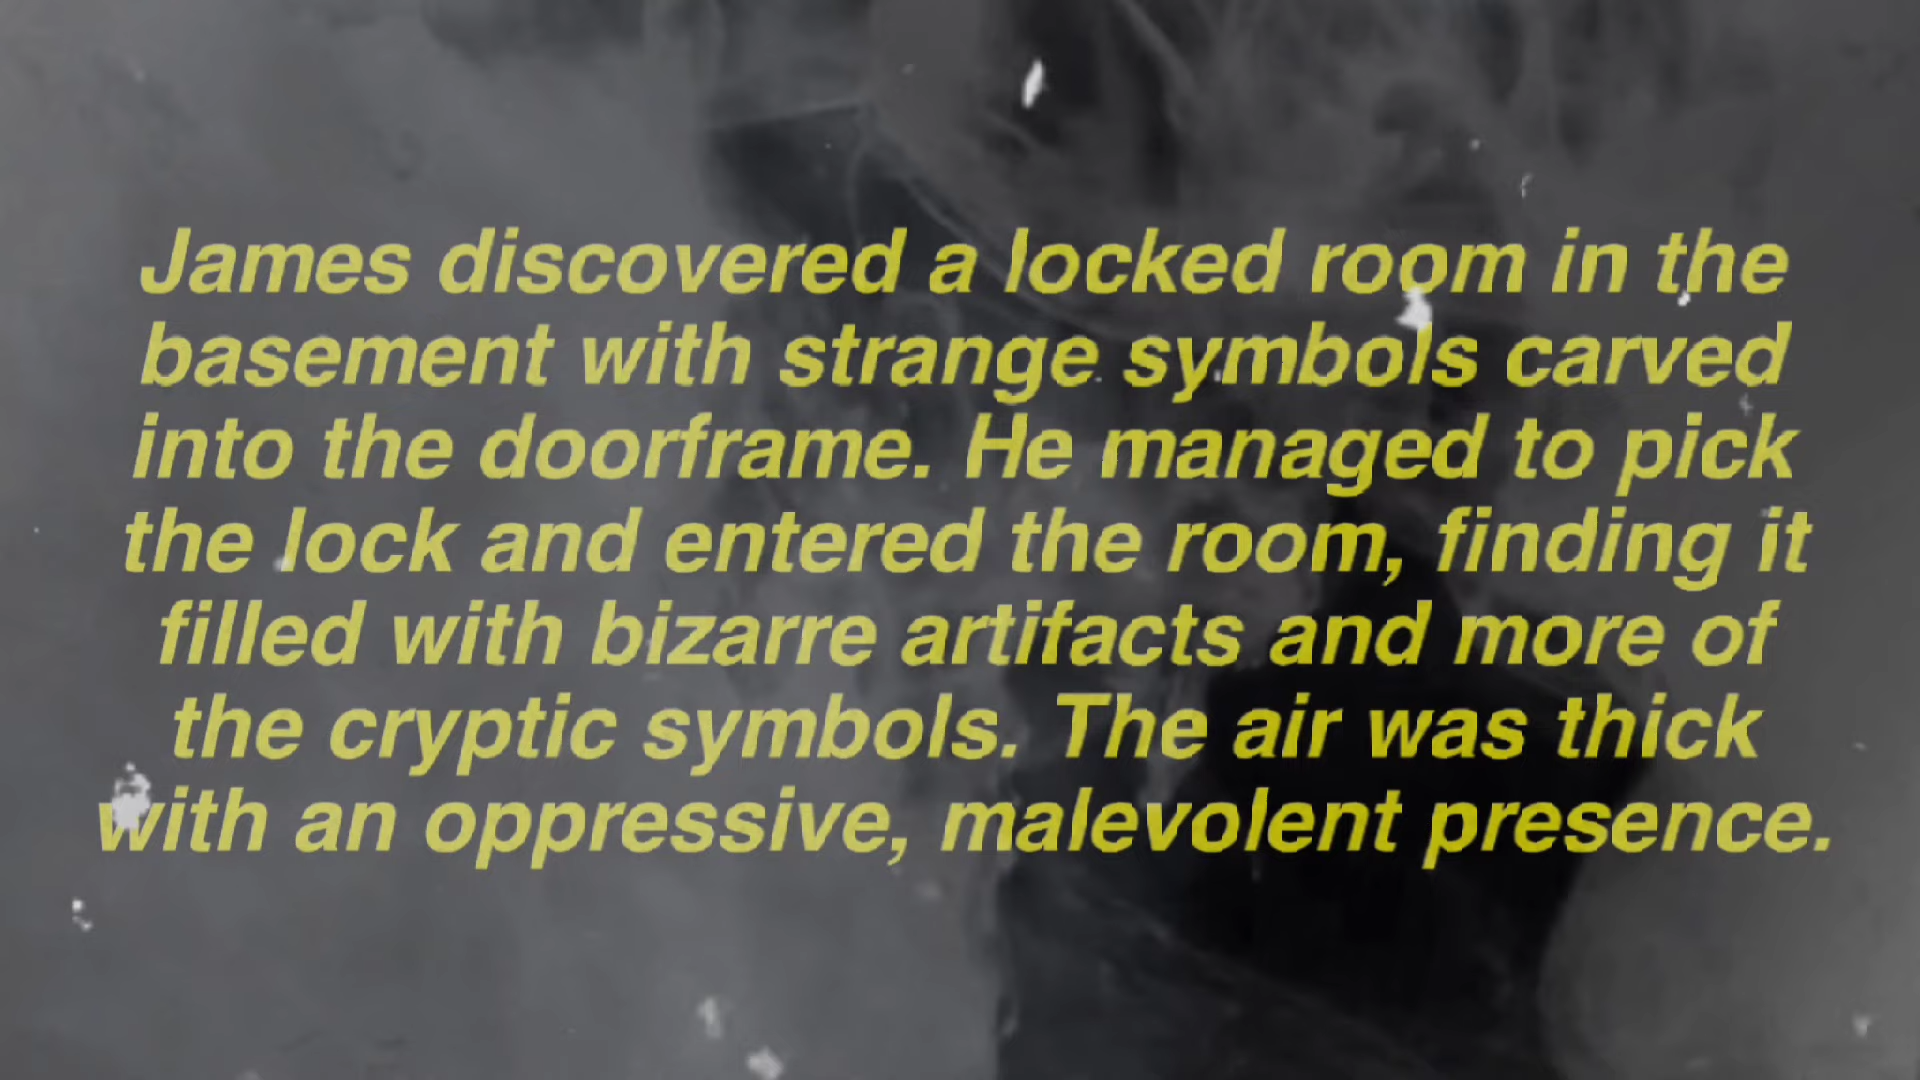 James discovered a locked room in the
basement with strange symbols carved
into the doorframe. He managed to pick
the lock and entered the room, finding it
filled with bizarre artifacts and more of
the cryptic symbols. The air was thick
with an oppressive, malevolent presence.